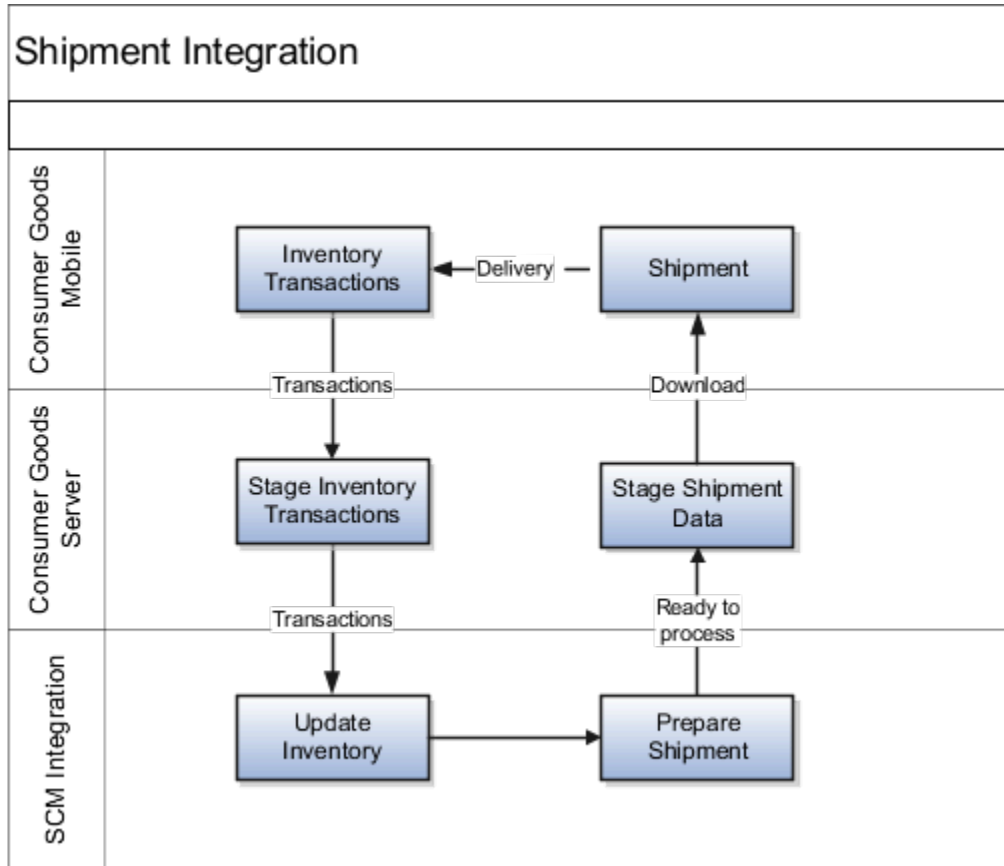 Shipment Integration
Consumer Goods
Mobile
Inventory
Transactions
Delivery
Shipment
Transactions
Download
Consumer Goods
Server
Stage Inventory
Transactions
Stage Shipment
Data
Transactions
Ready to
process
SCM Integration
Update
Inventory
Prepare
Shipment